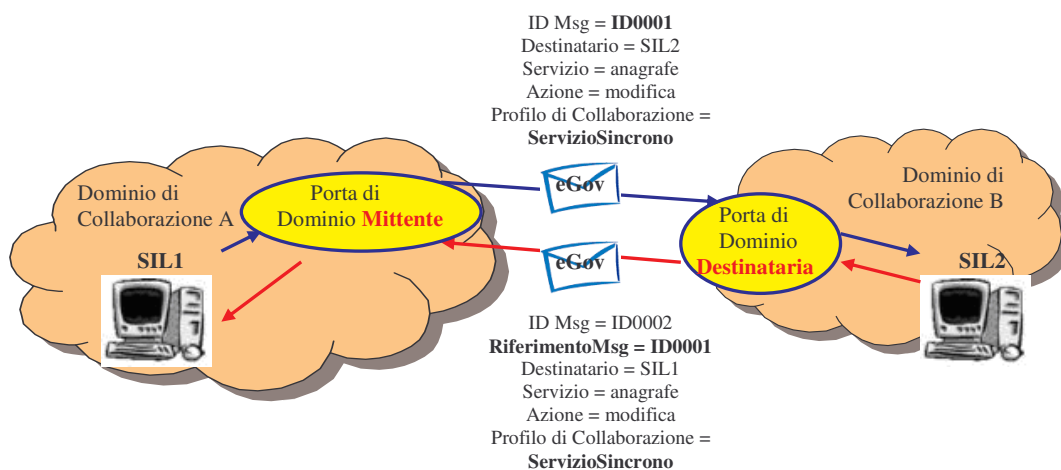 ID Msg = ID0001
Destinatario = SIL2
Servizio = anagrafe
Azione = modifica
Profilo di Collaborazione =
ServizioSincrono
Dominio di
Collaborazione A
Porta di
Dominio Mittente
eGov
Dominio di
Collaborazione B
Porta di
Dominio
Destinataria
SIL1
eGov
SIL2
ID Msg = ID0002
RiferimentoMsg = ID0001
Destinatario = SIL1
Servizio = anagrafe
Azione = modifica
Profilo di Collaborazione =
ServizioSincrono